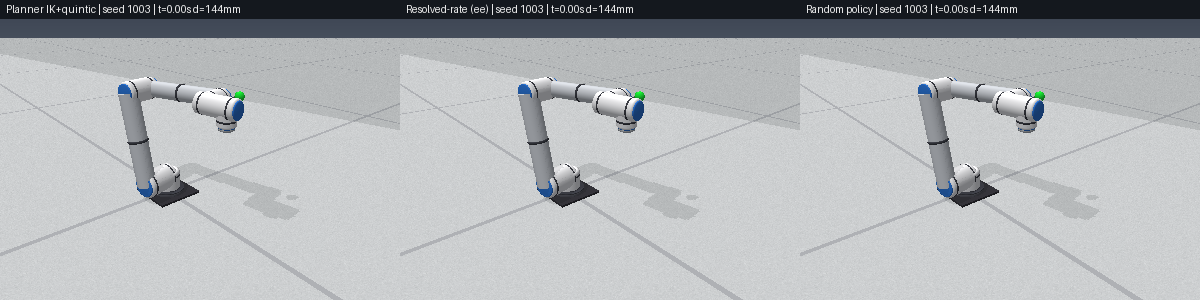 Planner IK+quintic | seed 1003 | t=0.00s d=144mm
Resolved-rate (ee) | seed 1003 | t=0.00s d=144mm
Random policy | seed 1003 | t=0.00s d=144mm